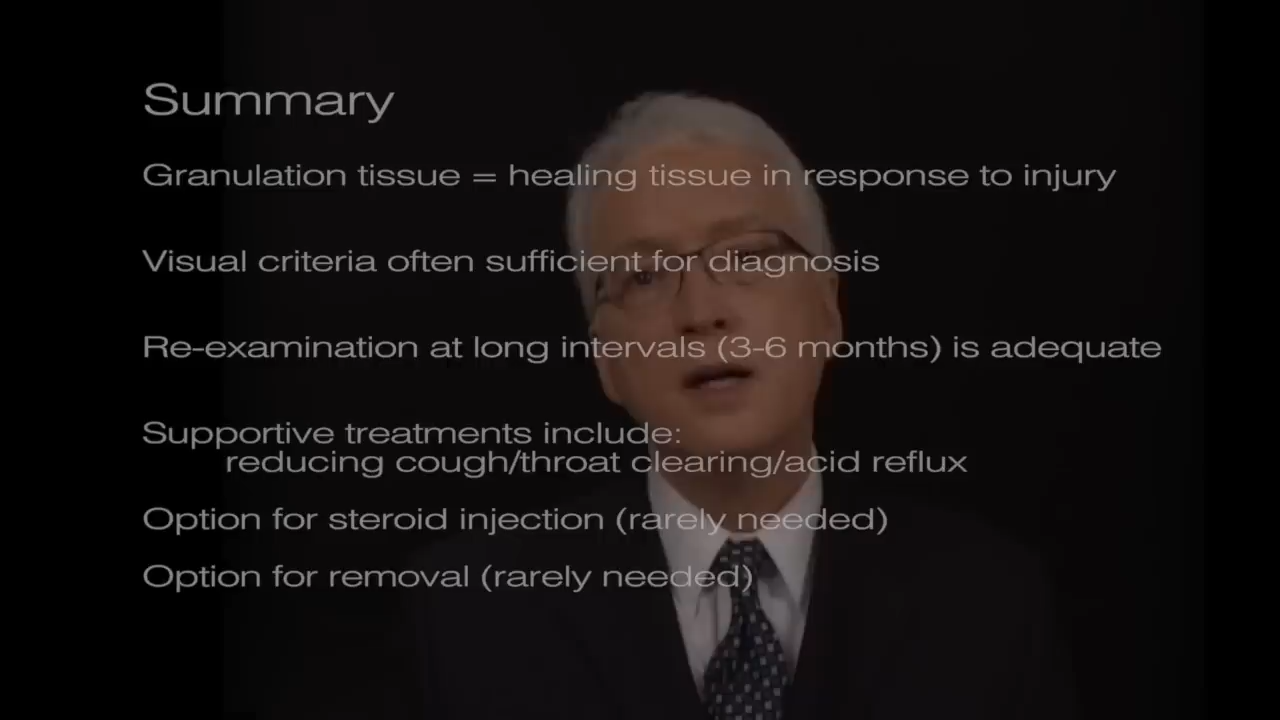 Summary
Granulation tissue = healing tissue in response to injury
Visual criteria often sufficient for diagnosis
Re-examination at long intervals (3-6 months) is adequate
Supportive treatments include:
reducing cough/throat clearing/acid reflux
Option for steroid injection (rarely needed)
Option for removal (rarely needed)